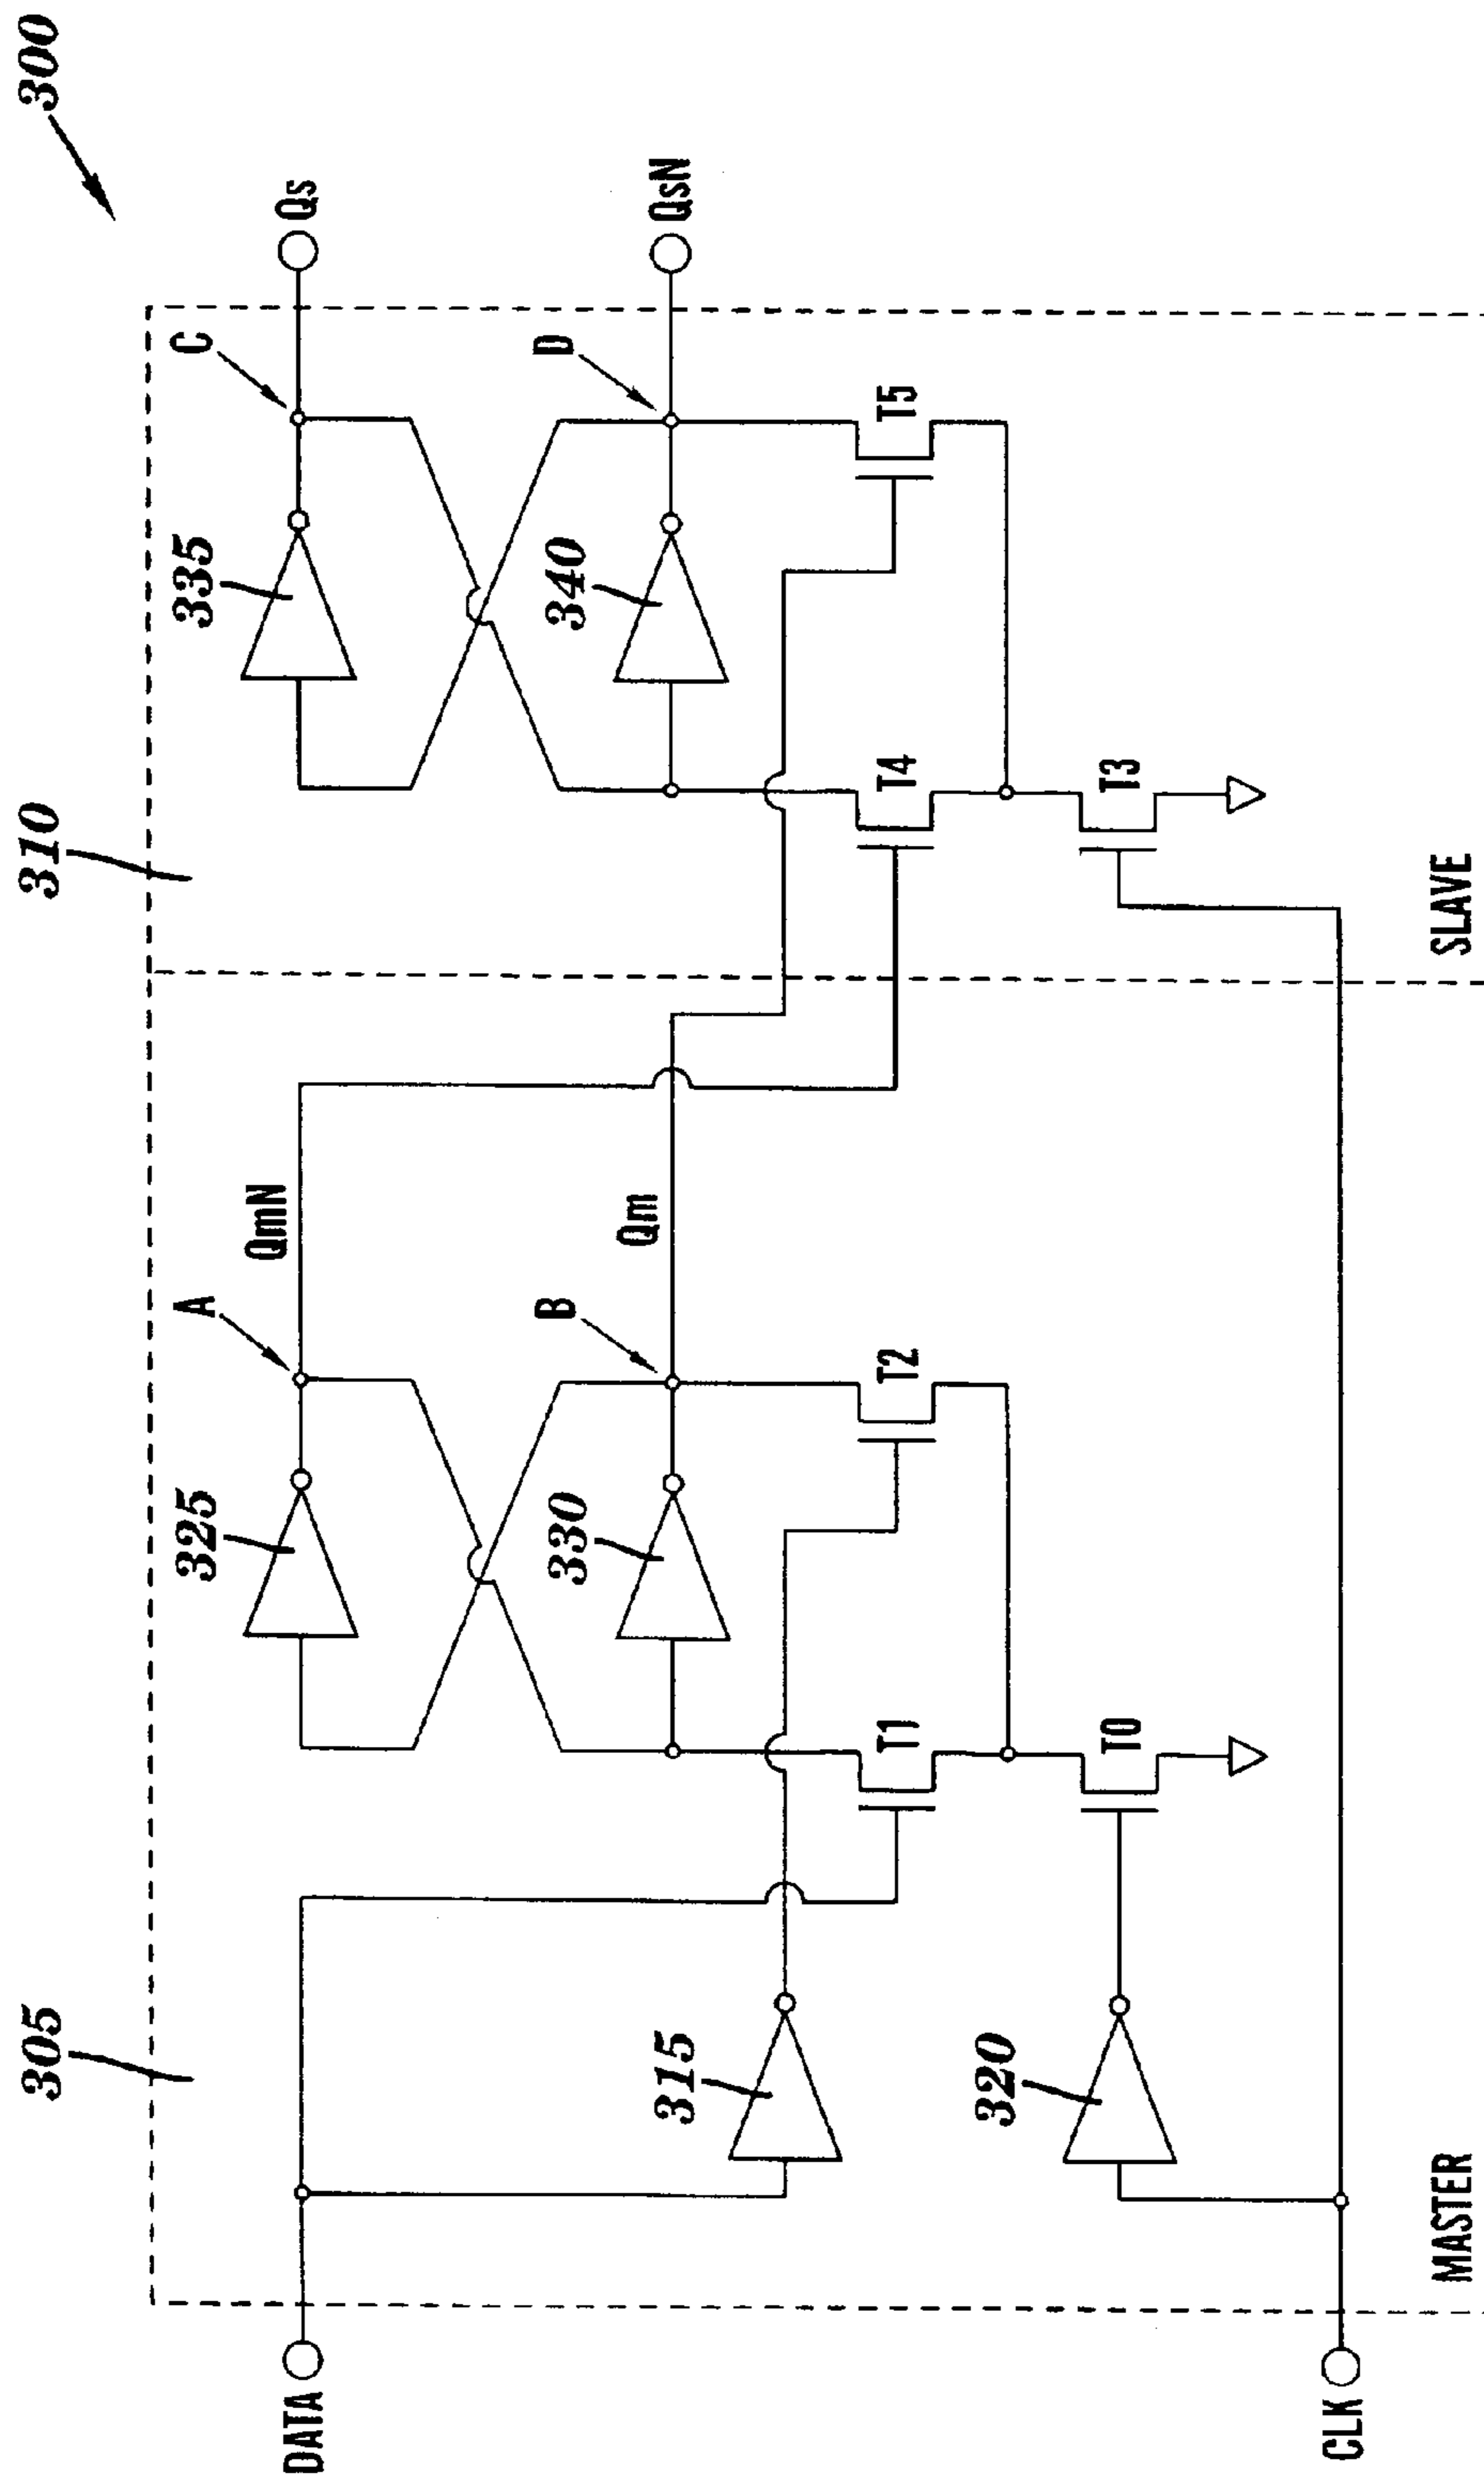 300
305
310
DATA
CLK
315
320
325
330
A
B
QmN
Qm
T1
T2
T0
335
340
C
D
T4
T5
T3
Qs
QsN
MASTER
SLAVE